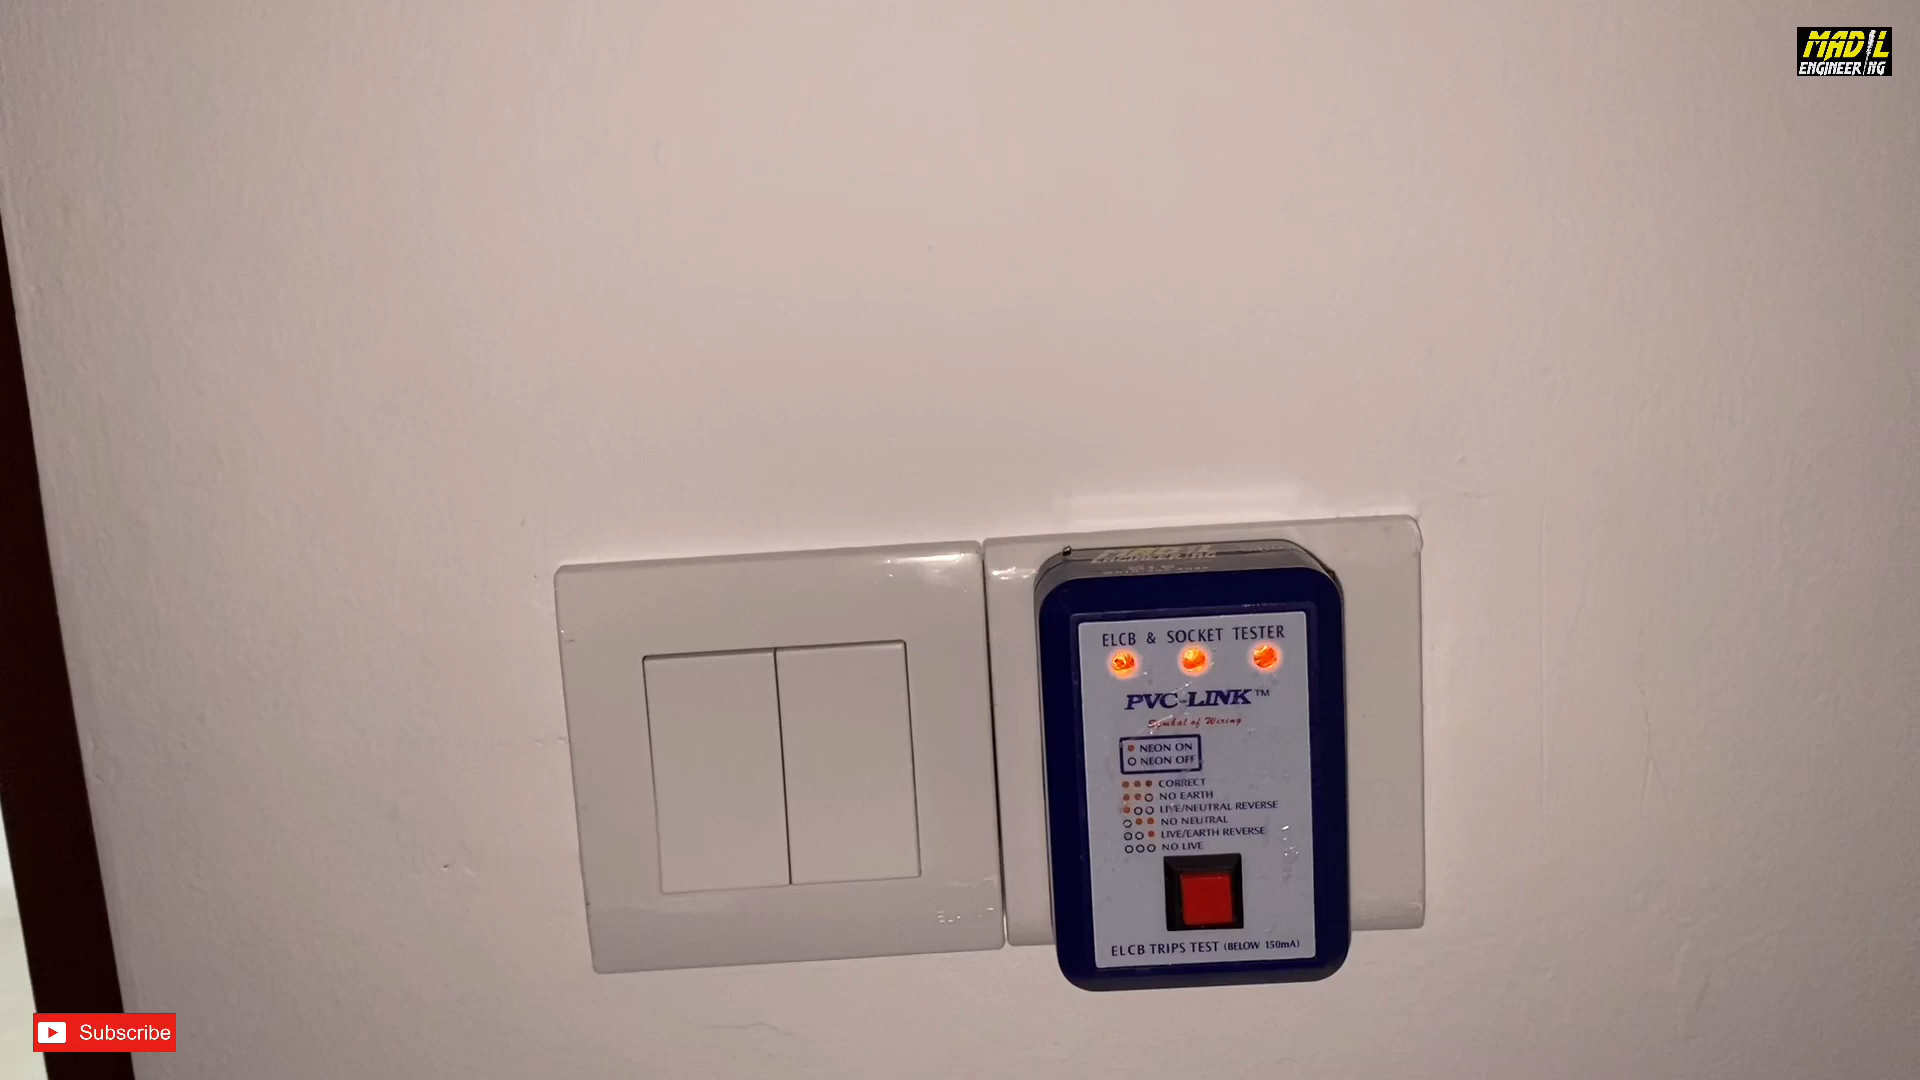 MADIL
ENGINEERING
ELCB & SOCKET TESTER
PVC-LINK™
Symbol of Wiring
NEON ON
NEON OFF
CORRECT
NO EARTH
LIVE/NEUTRAL REVERSE
NO NEUTRAL
LIVE/EARTH REVERSE
NO LIVE
ELCB TRIPS TEST (BELOW 150mA)
Subscribe